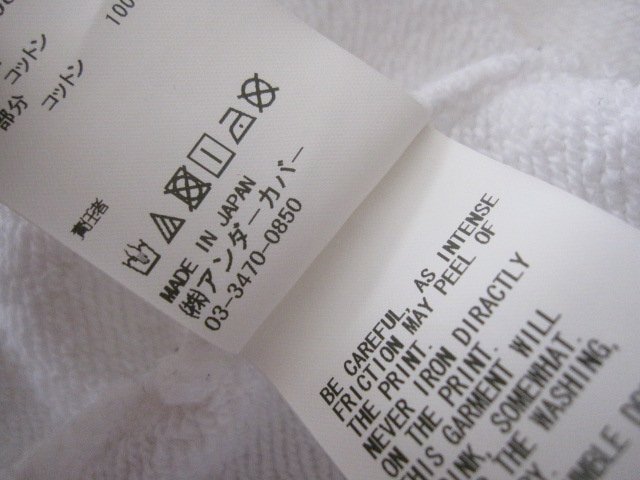 100
コットン
部分 コットン
責任者
MADE IN JAPAN
(株)アンダーカバー
03-3470-0850
BE CAREFUL, AS INTENSE
FRICTION MAY PEEL OF
THE PRINT.
NEVER IRON DIRACTLY
ON THE PRINT.
THIS GARMENT WILL
SOMEWHAT.
THE WASHING,